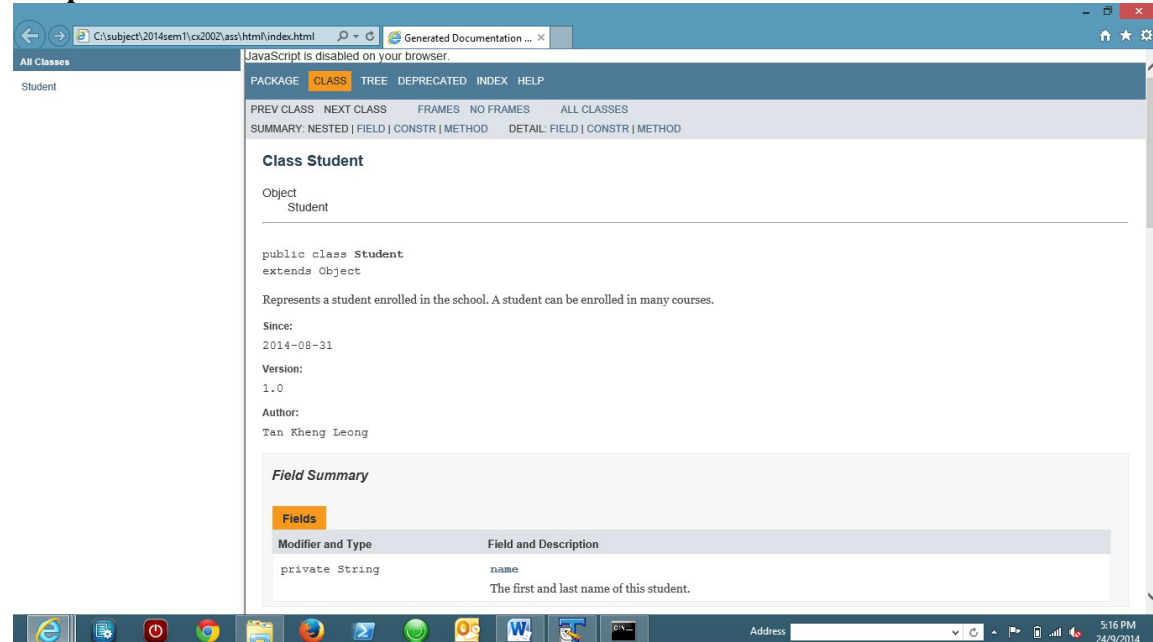 C:\subject\2014sem1\cx2002\ass\html\index.html
Generated Documentation ...
All Classes
Student
JavaScript is disabled on your browser.
PACKAGE CLASS TREE DEPRECATED INDEX HELP
PREV CLASS NEXT CLASS FRAMES NO FRAMES ALL CLASSES
SUMMARY: NESTED | FIELD | CONSTR | METHOD DETAIL: FIELD | CONSTR | METHOD
Class Student
Object
Student
public class Student
extends Object
Represents a student enrolled in the school. A student can be enrolled in many courses.
Since:
2014-08-31
Version:
1.0
Author:
Tan Kheng Leong
Field Summary
Fields
Modifier and Type Field and Description
private String name
The first and last name of this student.
Address
5:16 PM
24/9/2014